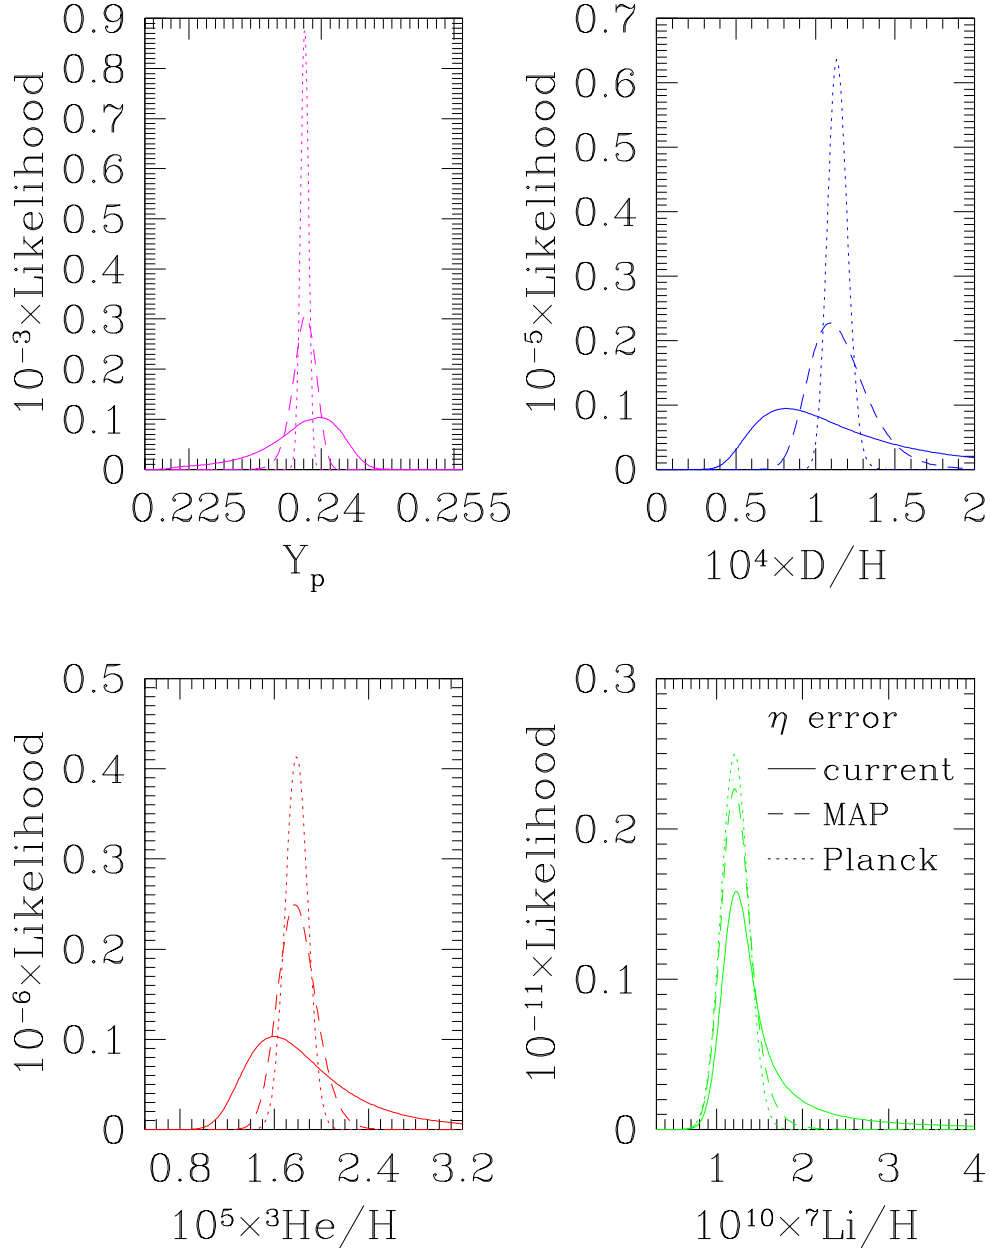 10⁻³×Likelihood
0.9
0.8
0.7
0.6
0.5
0.4
0.3
0.2
0.1
0
0.225 0.24 0.255
Yₚ
10⁻⁵×Likelihood
0.7
0.6
0.5
0.4
0.3
0.2
0.1
0
0 0.5 1 1.5 2
10⁴×D/H
10⁻⁶×Likelihood
0.5
0.4
0.3
0.2
0.1
0
0.8 1.6 2.4 3.2
10⁵×³He/H
10⁻¹¹×Likelihood
0.3
0.2
0.1
0
η error
current
MAP
Planck
1 2 3 4
10¹⁰×⁷Li/H